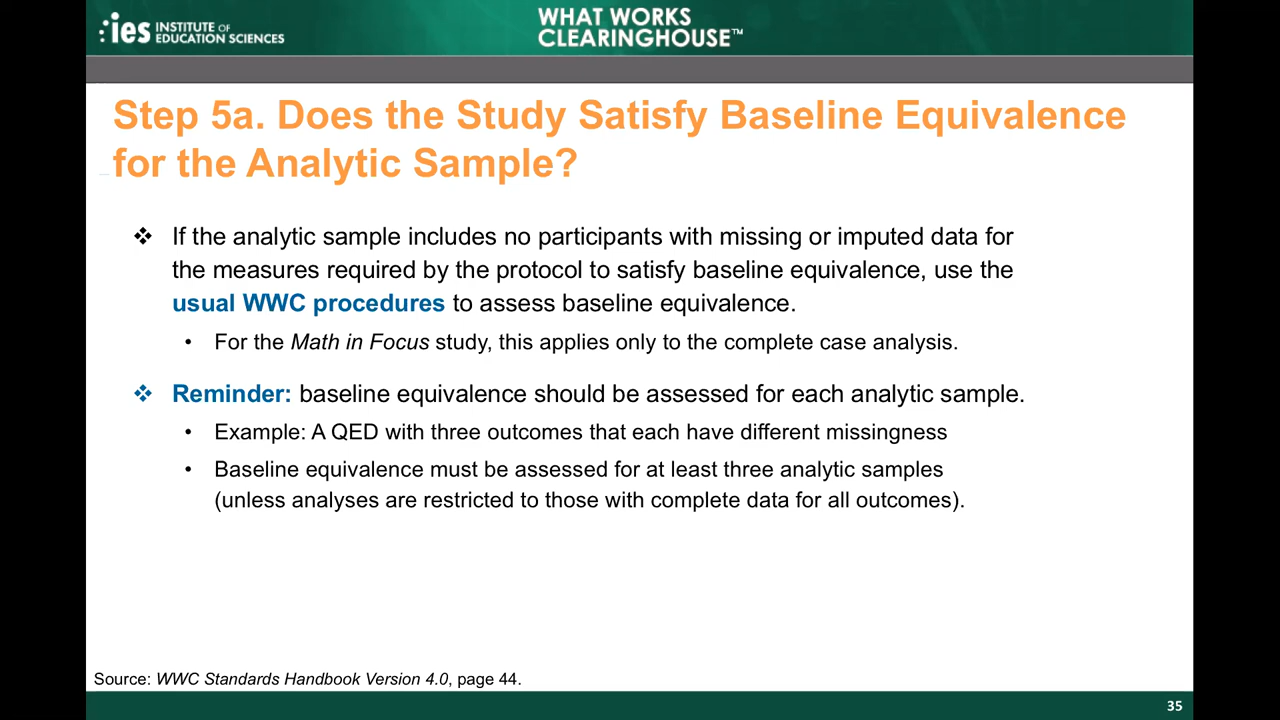 ies INSTITUTE OF
EDUCATION SCIENCES
WHAT WORKS
CLEARINGHOUSE™
Step 5a. Does the Study Satisfy Baseline Equivalence
for the Analytic Sample?
❖ If the analytic sample includes no participants with missing or imputed data for
the measures required by the protocol to satisfy baseline equivalence, use the
usual WWC procedures to assess baseline equivalence.
• For the Math in Focus study, this applies only to the complete case analysis.
❖ Reminder: baseline equivalence should be assessed for each analytic sample.
• Example: A QED with three outcomes that each have different missingness
• Baseline equivalence must be assessed for at least three analytic samples
(unless analyses are restricted to those with complete data for all outcomes).
Source: WWC Standards Handbook Version 4.0, page 44.
35